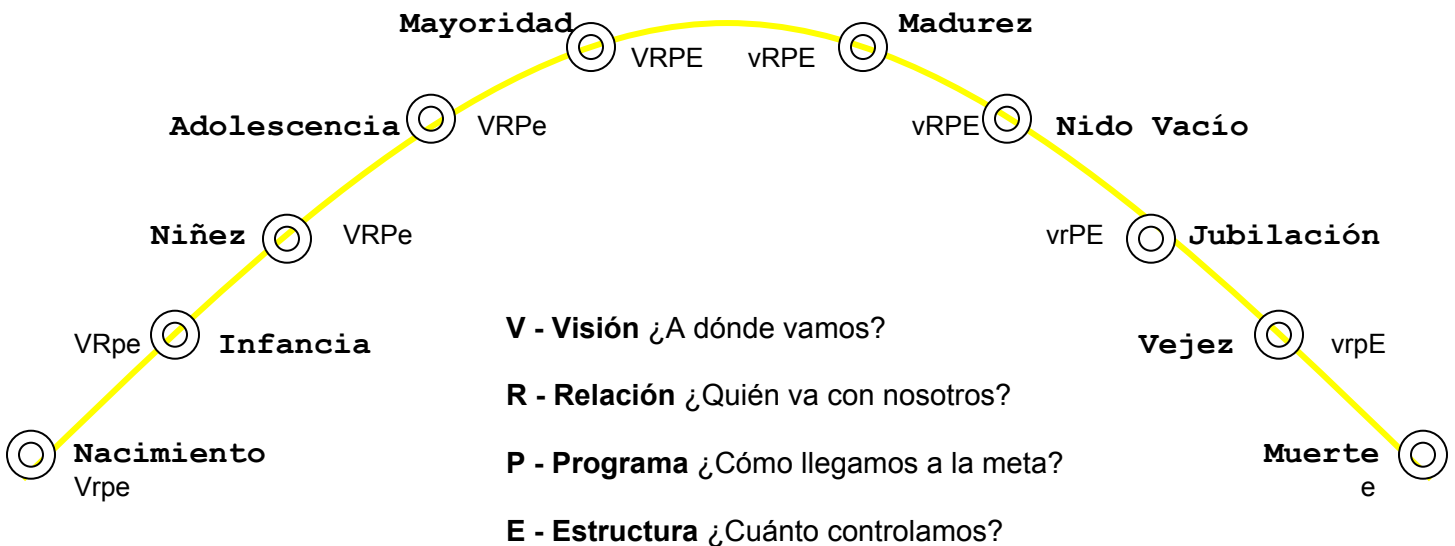 Mayoridad
VRPE
vRPE
Madurez
Adolescencia
VRPe
vRPE
Nido Vacío
Niñez
VRPe
vrPE
Jubilación
VRpe
Infancia
V - Visión ¿A dónde vamos?
Vejez
vrpE
R - Relación ¿Quién va con nosotros?
Nacimiento
Vrpe
P - Programa ¿Cómo llegamos a la meta?
Muerte
e
E - Estructura ¿Cuánto controlamos?